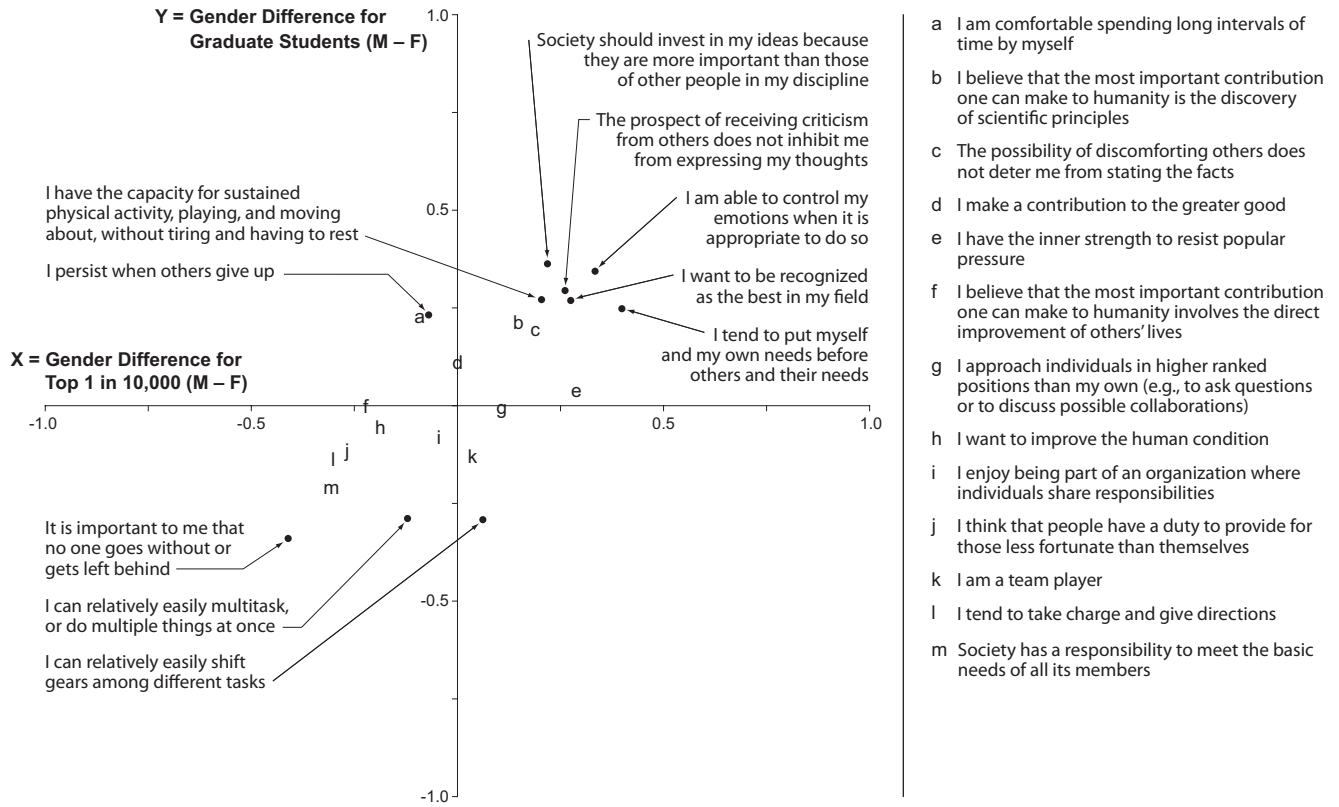 Y = Gender Difference for
Graduate Students (M – F)
1.0
Society should invest in my ideas because
they are more important than those
of other people in my discipline
The prospect of receiving criticism
from others does not inhibit me
from expressing my thoughts
I have the capacity for sustained
physical activity, playing, and moving
about, without tiring and having to rest
0.5
I am able to control my
emotions when it is
appropriate to do so
I persist when others give up
I want to be recognized
as the best in my field
a
b
c
I tend to put myself
and my own needs before
others and their needs
X = Gender Difference for
Top 1 in 10,000 (M – F)
d
e
f
g
-1.0
-0.5
0.5
1.0
h
i
j
k
l
m
It is important to me that
no one goes without or
gets left behind
I can relatively easily multitask,
or do multiple things at once
-0.5
I can relatively easily shift
gears among different tasks
-1.0
a I am comfortable spending long intervals of
time by myself
b I believe that the most important contribution
one can make to humanity is the discovery
of scientific principles
c The possibility of discomforting others does
not deter me from stating the facts
d I make a contribution to the greater good
e I have the inner strength to resist popular
pressure
f I believe that the most important contribution
one can make to humanity involves the direct
improvement of others' lives
g I approach individuals in higher ranked
positions than my own (e.g., to ask questions
or to discuss possible collaborations)
h I want to improve the human condition
i I enjoy being part of an organization where
individuals share responsibilities
j I think that people have a duty to provide for
those less fortunate than themselves
k I am a team player
l I tend to take charge and give directions
m Society has a responsibility to meet the basic
needs of all its members